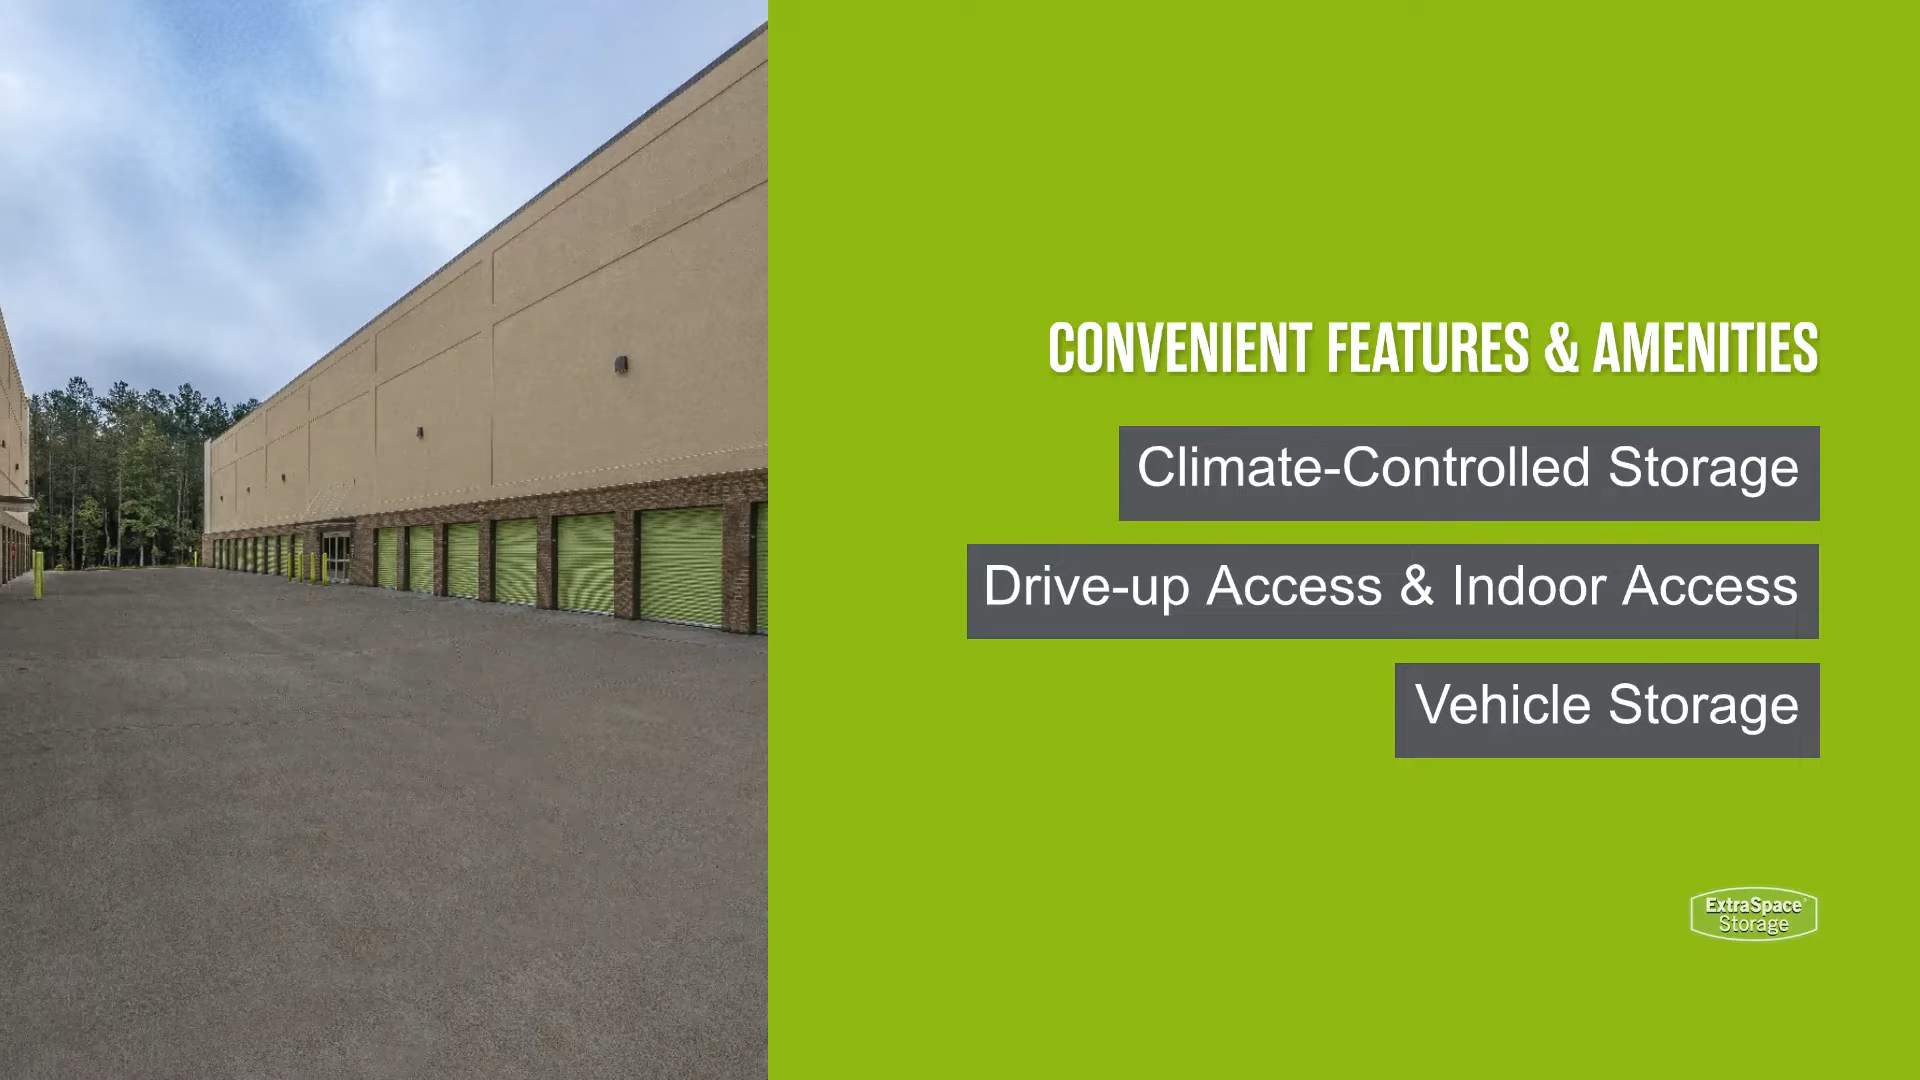 CONVENIENT FEATURES & AMENITIES
Climate-Controlled Storage
Drive-up Access & Indoor Access
Vehicle Storage
ExtraSpace
Storage